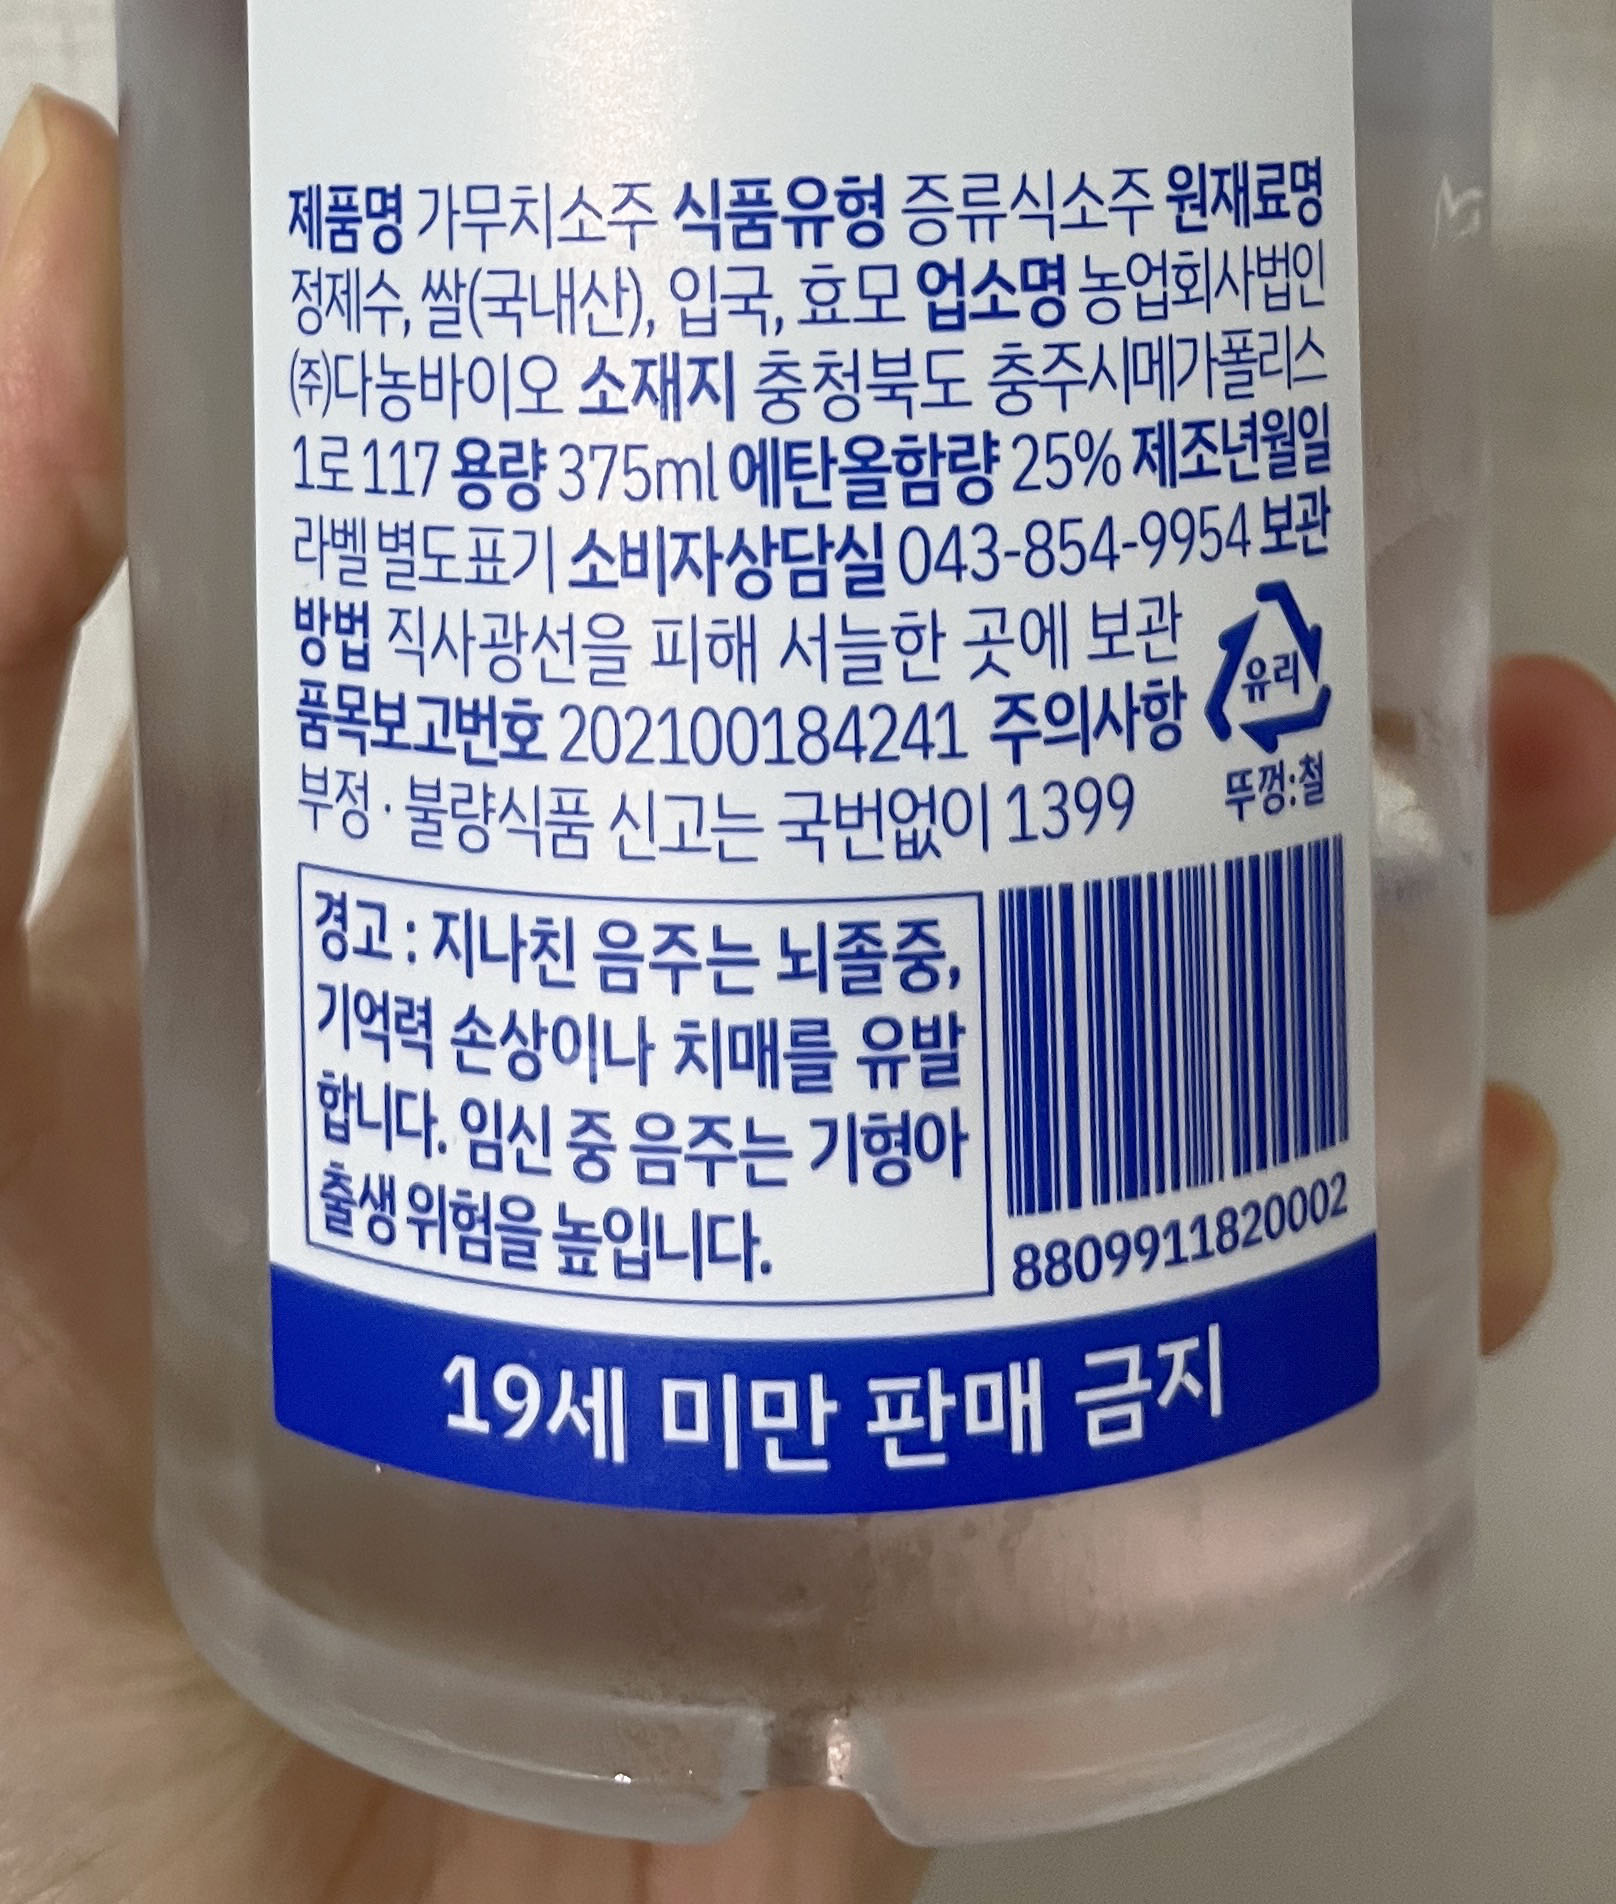 제품명 가무치소주 식품유형 증류식소주 원재료명
정제수, 쌀(국내산), 입국, 효모 업소명 농업회사법인
㈜다농바이오 소재지 충청북도 충주시메가폴리스
1로 117 용량 375ml 에탄올함량 25% 제조년월일
라벨 별도표기 소비자상담실 043-854-9954 보관
방법 직사광선을 피해 서늘한 곳에 보관
품목보고번호 202100184241 주의사항
부정·불량식품 신고는 국번없이 1399
유리
뚜껑:철
경고 : 지나친 음주는 뇌졸중,
기억력 손상이나 치매를 유발
합니다. 임신 중 음주는 기형아
출생 위험을 높입니다.
8809911820002
19세 미만 판매 금지